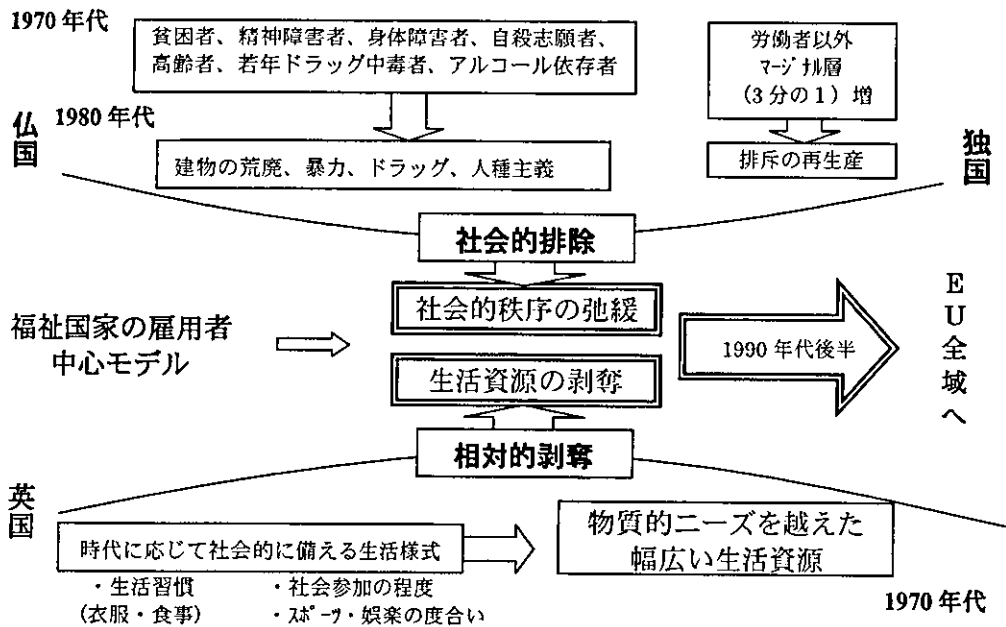 1970年代
貧困者、精神障害者、身体障害者、自殺志願者、
高齢者、若年ドラッグ中毒者、アルコール依存者
労働者以外
マージナル層
(3分の1)増
仏国
1980年代
独国
建物の荒廃、暴力、ドラッグ、人種主義
排斥の再生産
社会的排除
社会的秩序の弛緩
福祉国家の雇用者
中心モデル
1990年代後半
EU全域へ
生活資源の剥奪
相対的剥奪
英国
時代に応じて社会的に備える生活様式
・生活習慣
(衣服・食事)
・社会参加の程度
・スポーツ・娯楽の度合い
物質的ニーズを越えた
幅広い生活資源
1970年代